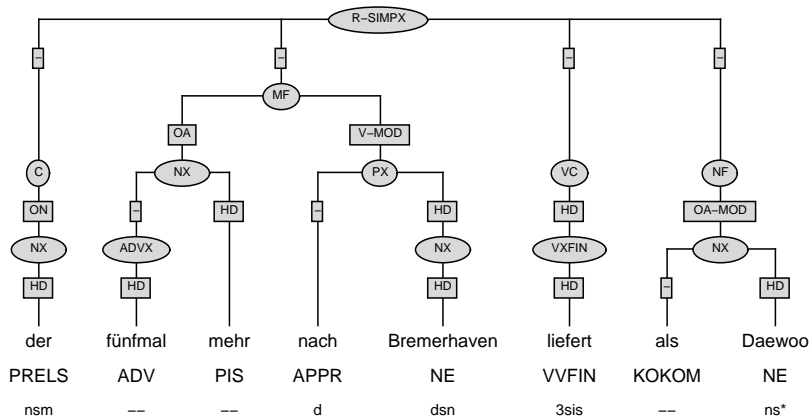 R−SIMPX
− − − −
MF
OA V−MOD
C NX PX VC NF
ON − HD − HD HD OA−MOD
NX ADVX NX VXFIN NX
HD HD HD HD − HD
der fünfmal mehr nach Bremerhaven liefert als Daewoo
PRELS ADV PIS APPR NE VVFIN KOKOM NE
nsm −− −− d dsn 3sis −− ns*